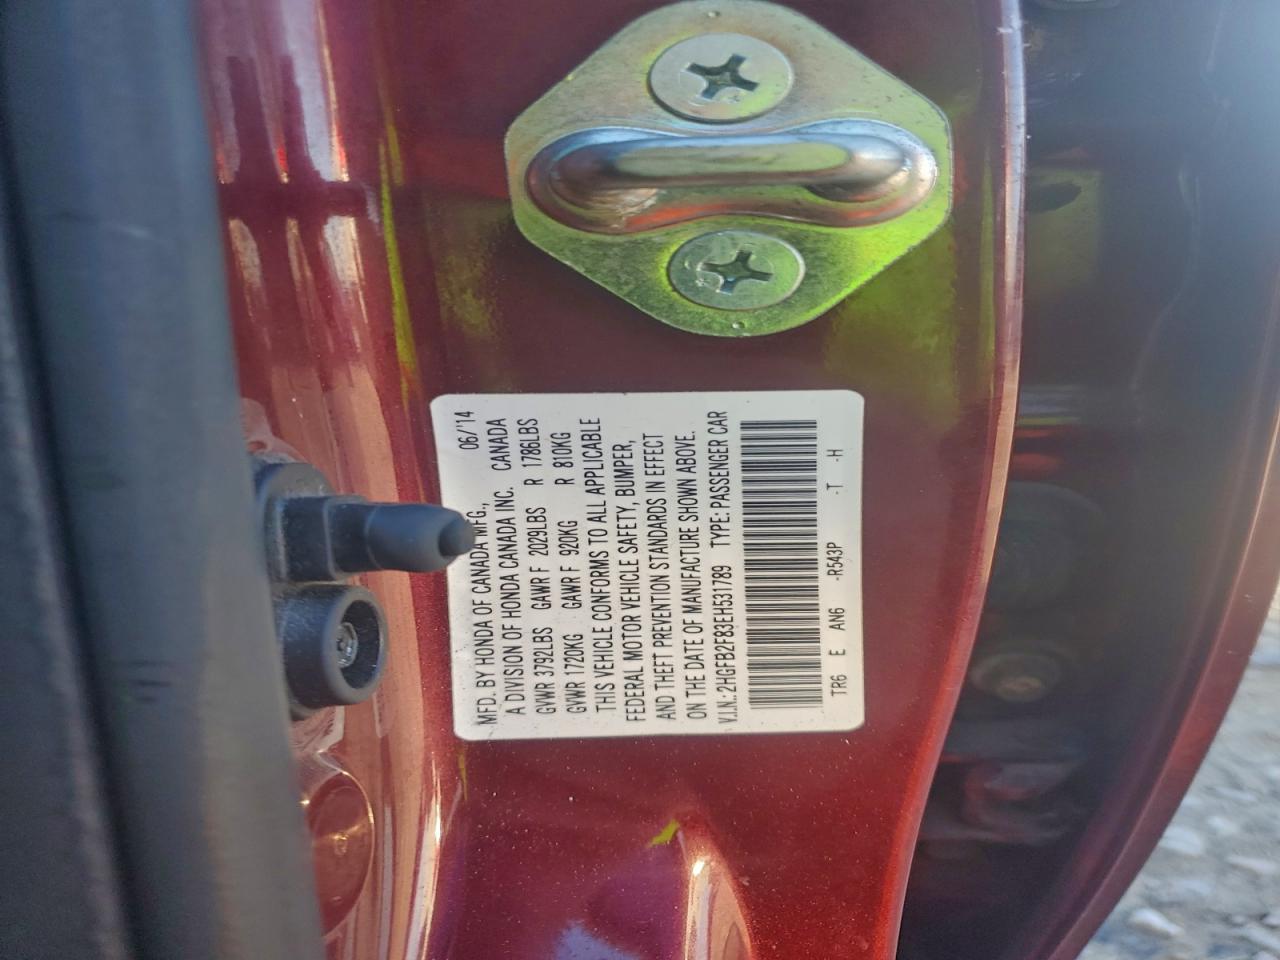 MFD. BY HONDA OF CANADA MFG., 06/'14
A DIVISION OF HONDA CANADA INC. CANADA
GVWR 3792LBS GAWR F 2029LBS R 1786LBS
GVWR 1720KG GAWR F 920KG R 810KG
THIS VEHICLE CONFORMS TO ALL APPLICABLE
FEDERAL MOTOR VEHICLE SAFETY, BUMPER,
AND THEFT PREVENTION STANDARDS IN EFFECT
ON THE DATE OF MANUFACTURE SHOWN ABOVE.
V.I.N.: 2HGFB2F83EH531789 TYPE: PASSENGER CAR
TR6 E AN6 -R543P -T -H